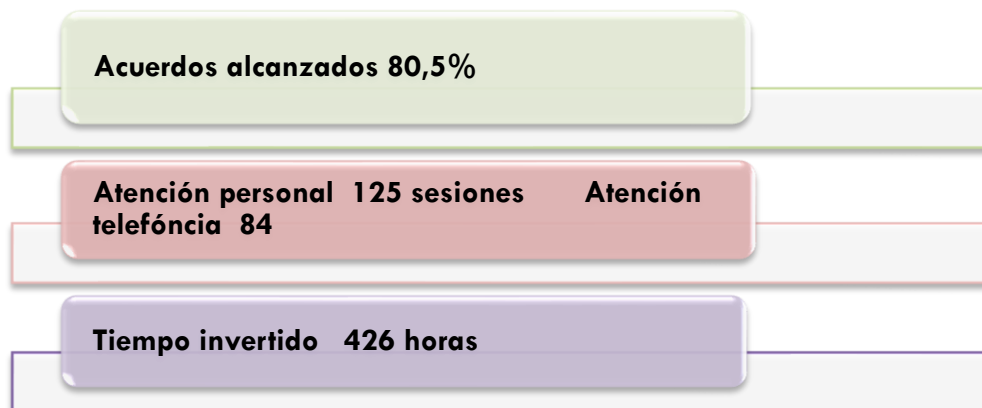 Acuerdos alcanzados 80,5%
Atención personal 125 sesiones Atención
telefóncia 84
Tiempo invertido 426 horas